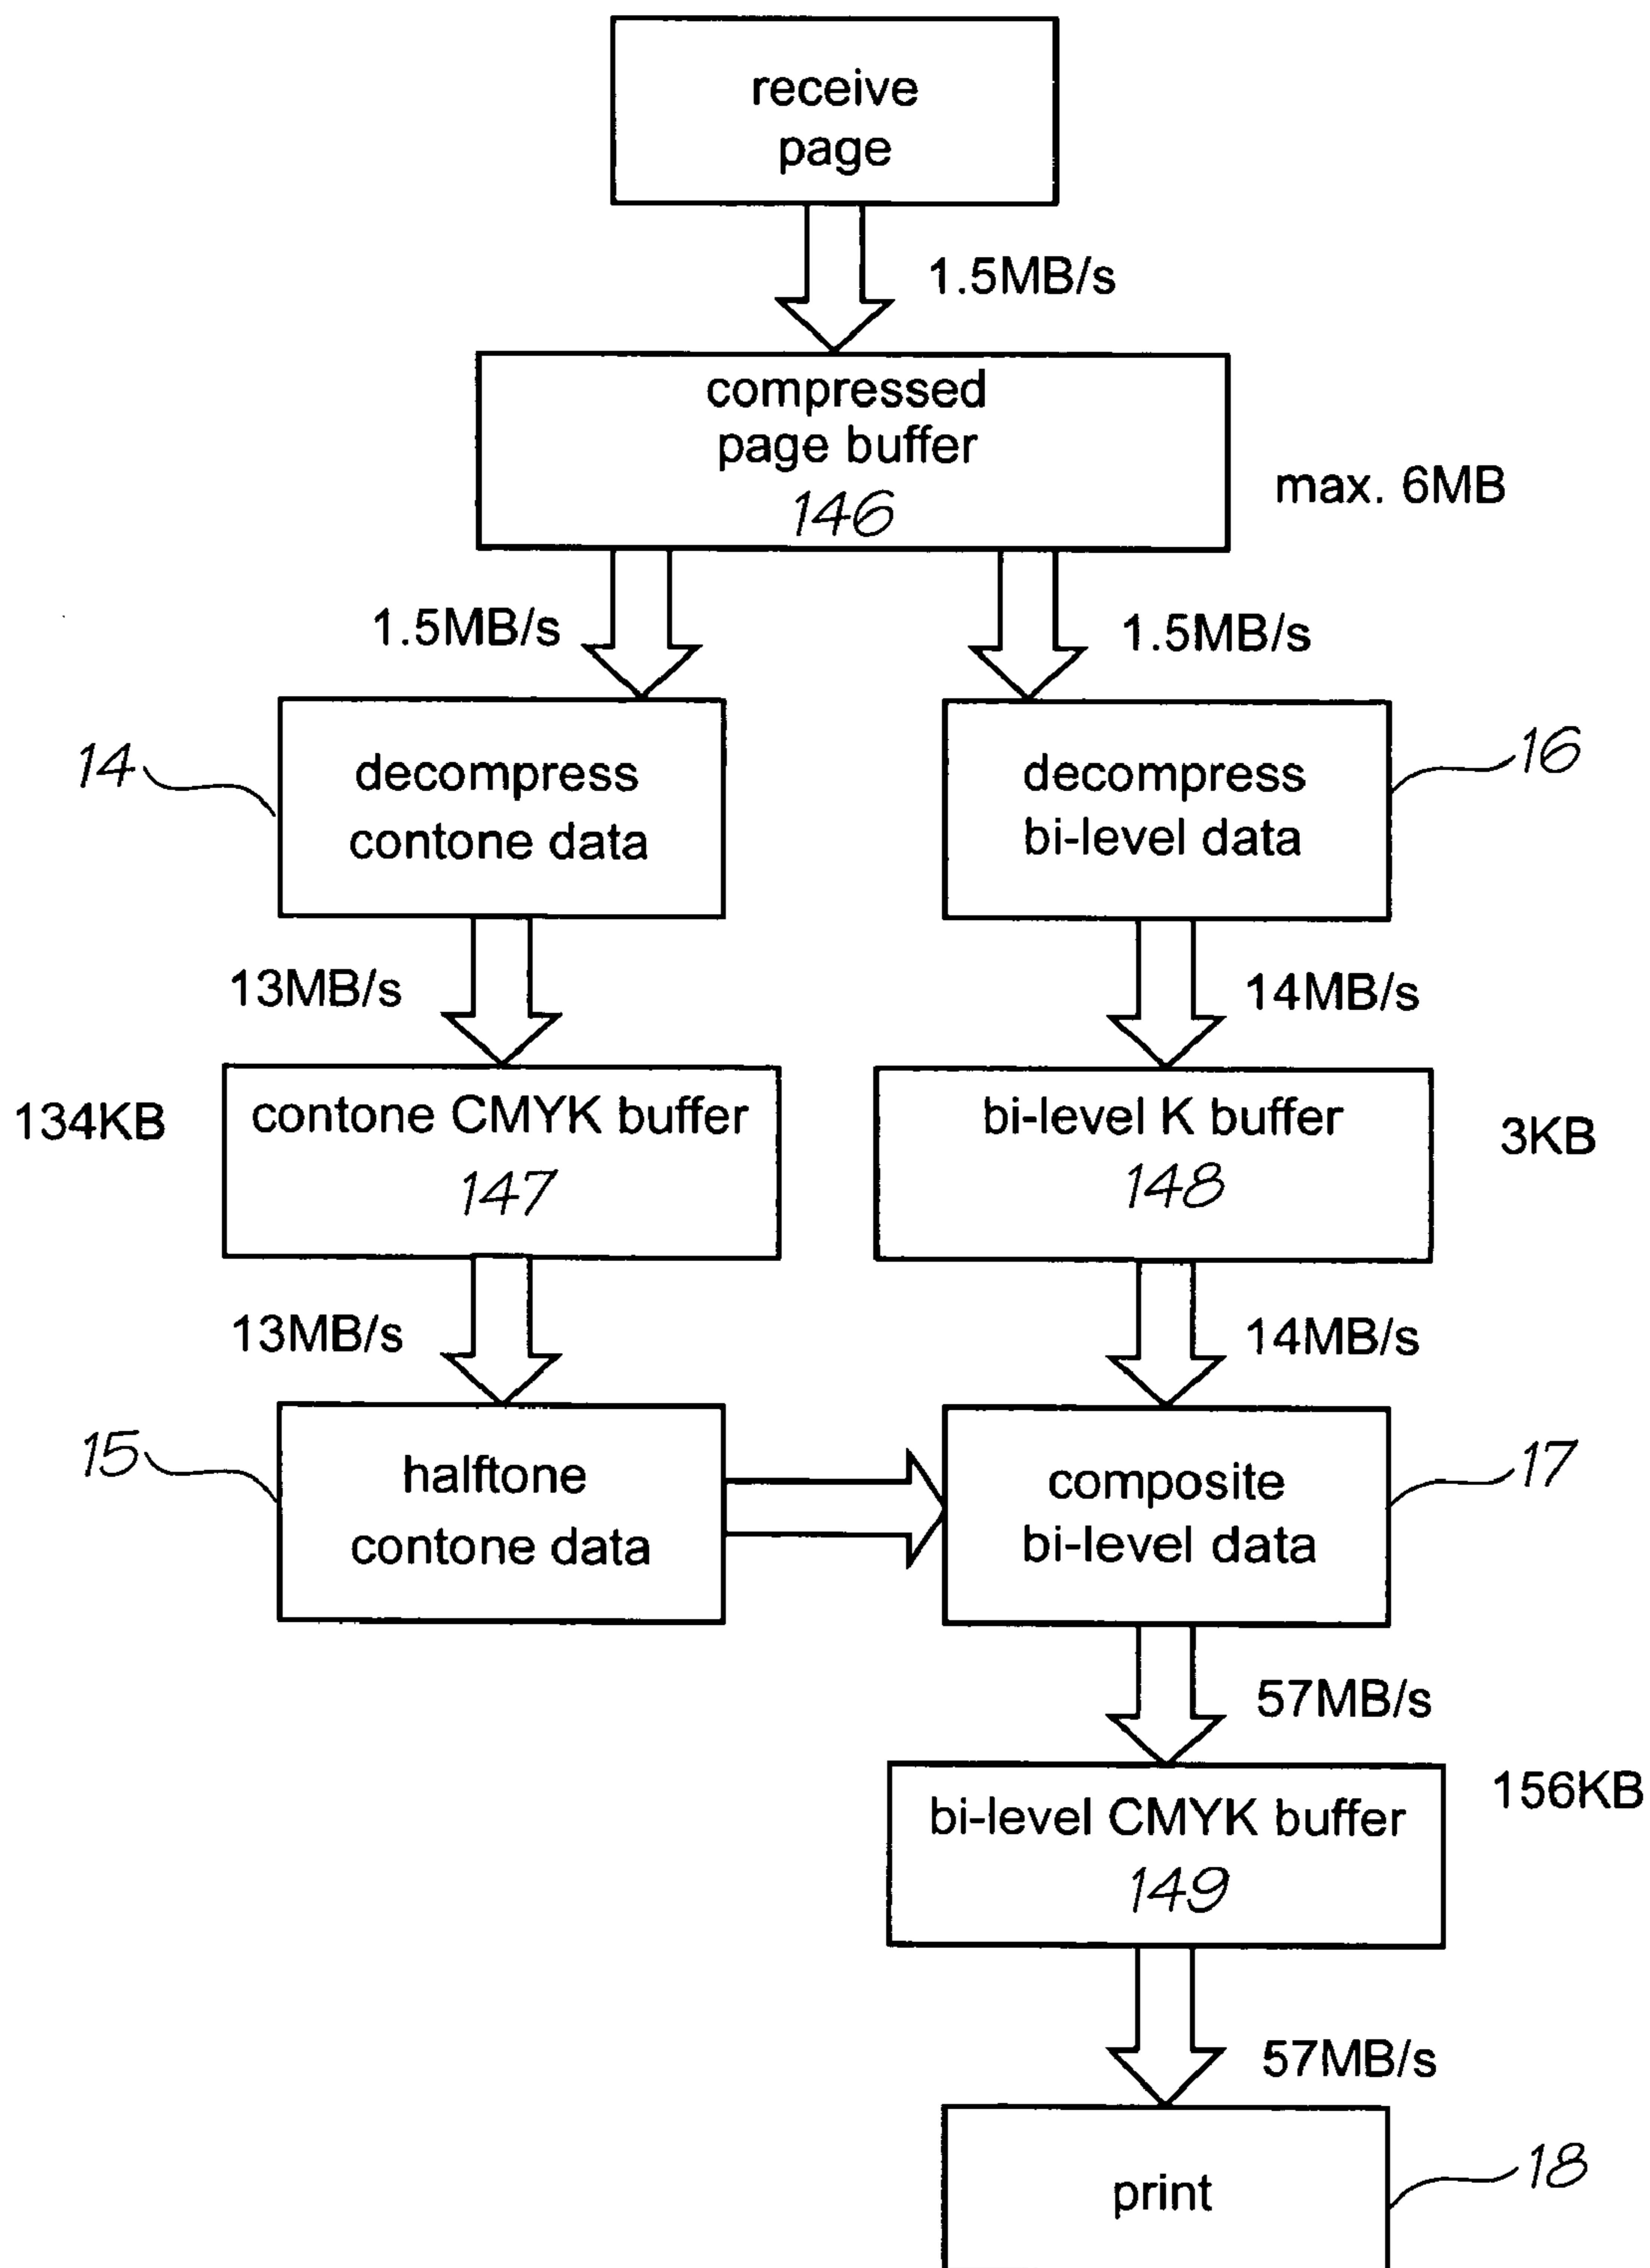 receive
page
1.5MB/s
compressed
page buffer
146
max. 6MB
1.5MB/s
1.5MB/s
14
decompress
contone data
decompress
bi-level data
16
13MB/s
14MB/s
134KB
contone CMYK buffer
147
bi-level K buffer
148
3KB
13MB/s
14MB/s
15
halftone
contone data
composite
bi-level data
17
57MB/s
bi-level CMYK buffer
149
156KB
57MB/s
print
18